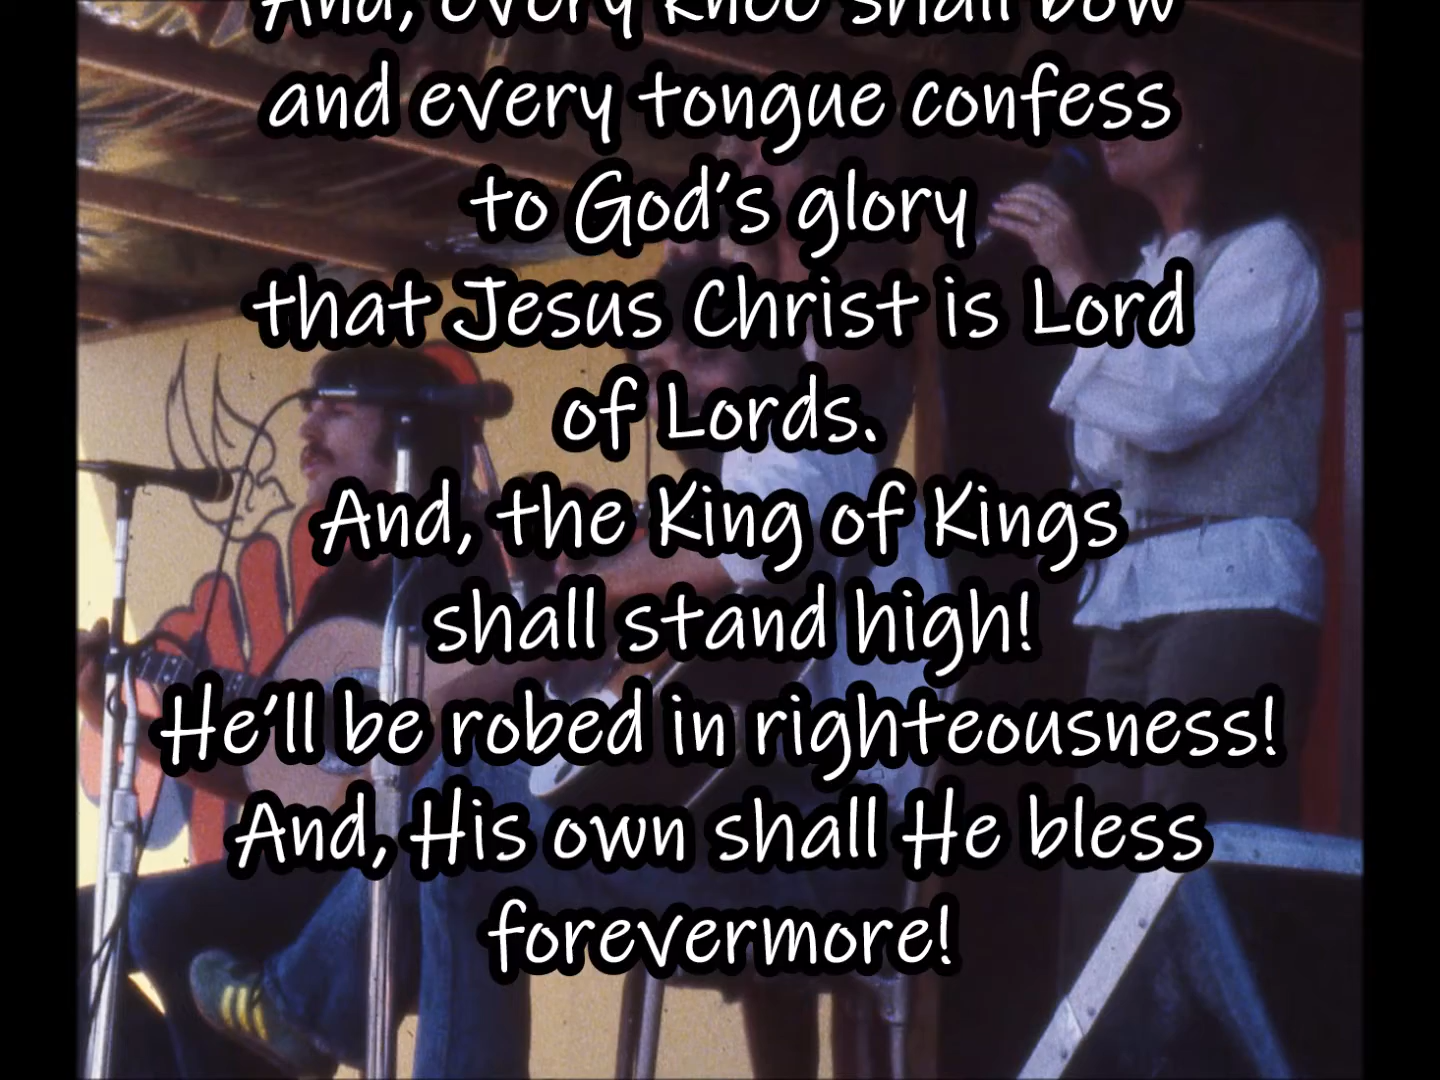 And, every knee shall bow
and every tongue confess
to God's glory
that Jesus Christ is Lord
of Lords.
And, the King of Kings
shall stand high!
He'll be robed in righteousness!
And, His own shall He bless
forevermore!